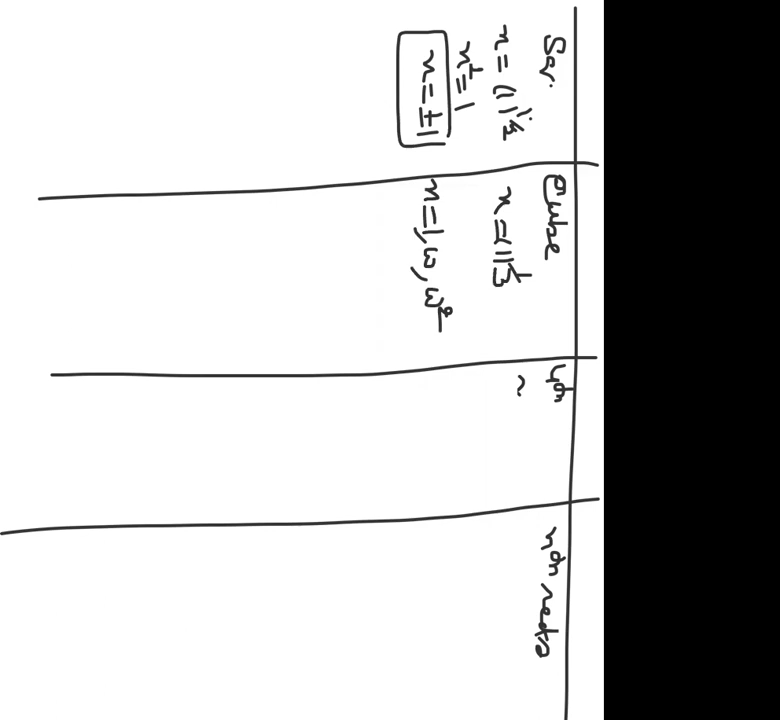 Sq.
x = (1)^½
x² = 1
x = ±1
Cube
x = (1)^⅓
x = 1, ω, ω²
4th
nth roots